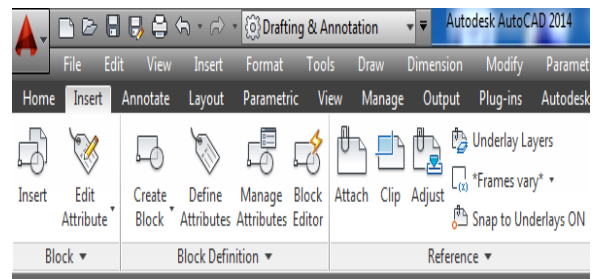 Drafting & Annotation Autodesk AutoCAD 2014
File Edit View Insert Format Tools Draw Dimension Modify Paramet
Home Insert Annotate Layout Parametric View Manage Output Plug-ins Autodesk
Insert Edit Attribute Create Block Define Attributes Manage Attributes Block Editor Attach Clip Adjust
Underlay Layers
*Frames vary*
Snap to Underlays ON
Block Block Definition Reference